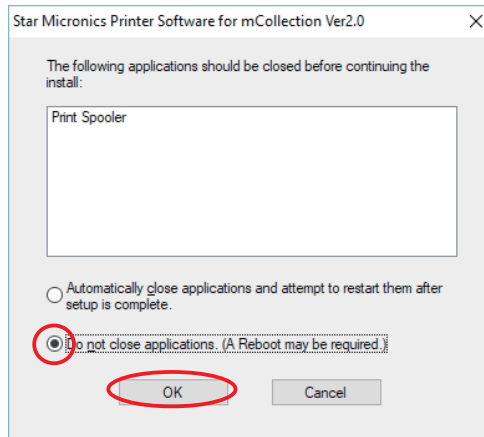 Star Micronics Printer Software for mCollection Ver2.0
The following applications should be closed before continuing the
install:
Print Spooler
Automatically close applications and attempt to restart them after
setup is complete.
Do not close applications. (A Reboot may be required.)
OK
Cancel